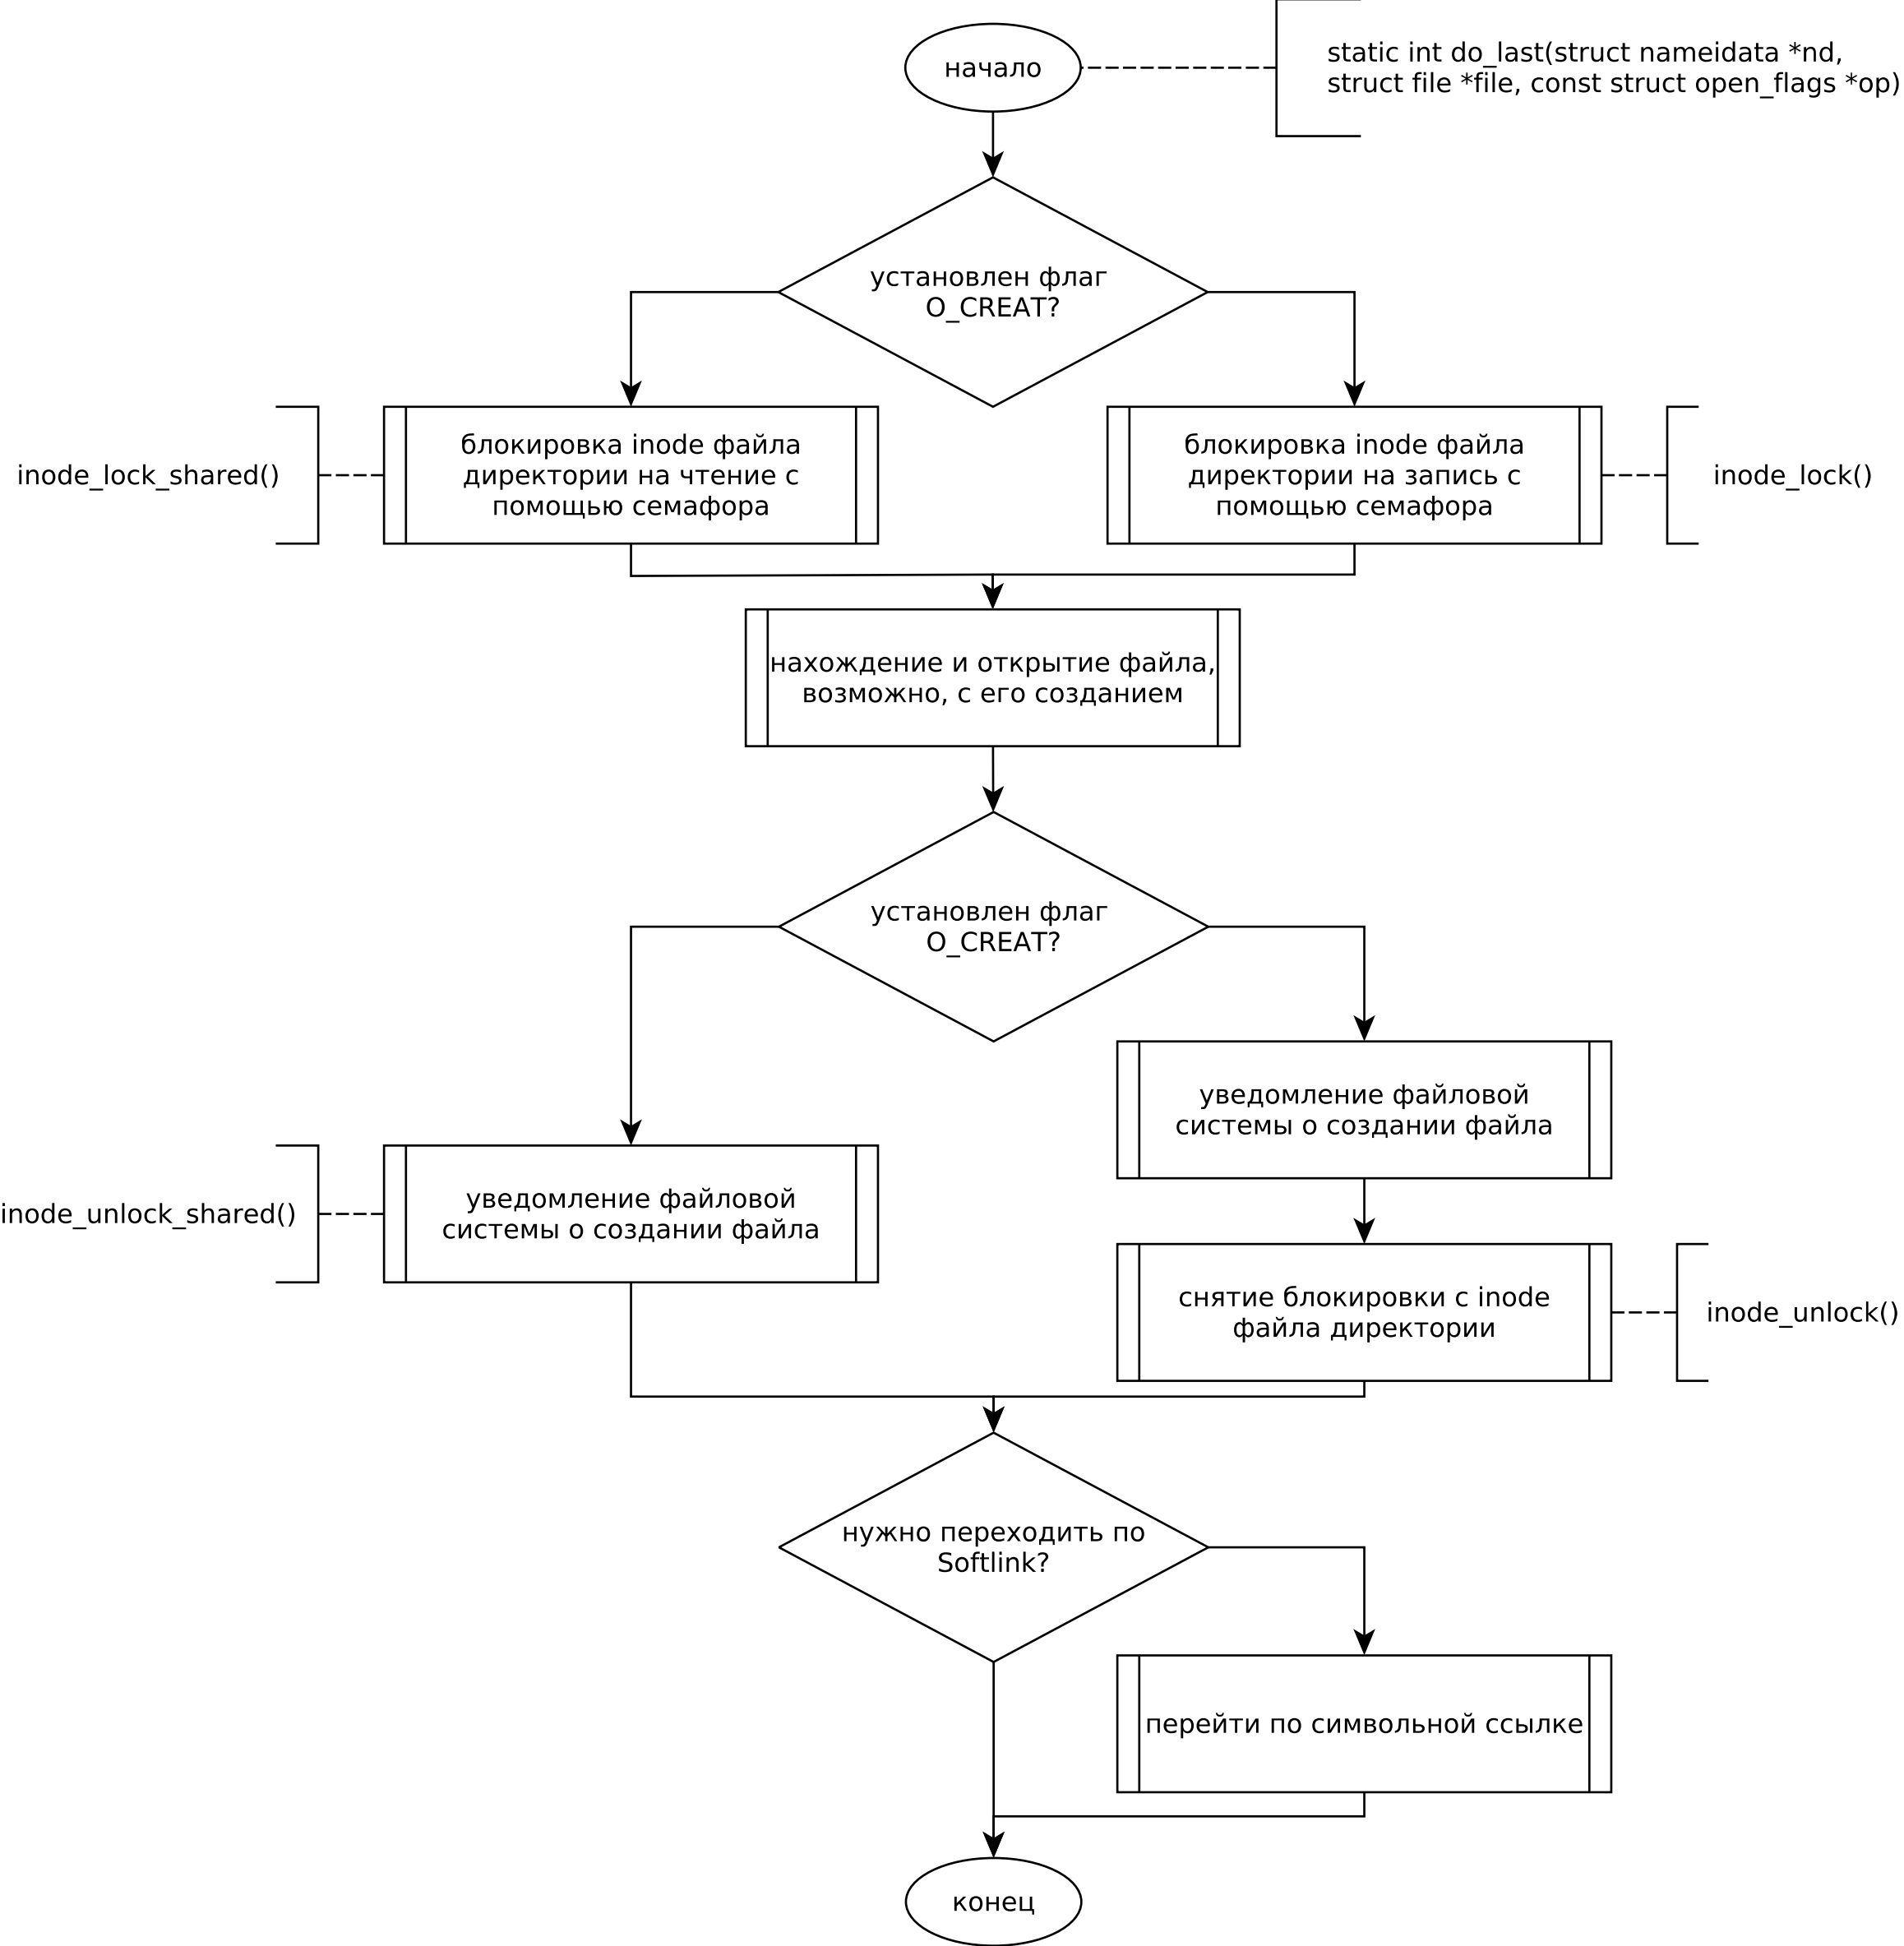 начало
static int do_last(struct nameidata *nd,
struct file *file, const struct open_flags *op)
установлен флаг
O_CREAT?
inode_lock_shared()
блокировка inode файла
директории на чтение с
помощью семафора
блокировка inode файла
директории на запись с
помощью семафора
inode_lock()
нахождение и открытие файла,
возможно, с его созданием
установлен флаг
O_CREAT?
уведомление файловой
системы о создании файла
inode_unlock_shared()
уведомление файловой
системы о создании файла
снятие блокировки с inode
файла директории
inode_unlock()
нужно переходить по
Softlink?
перейти по символьной ссылке
конец